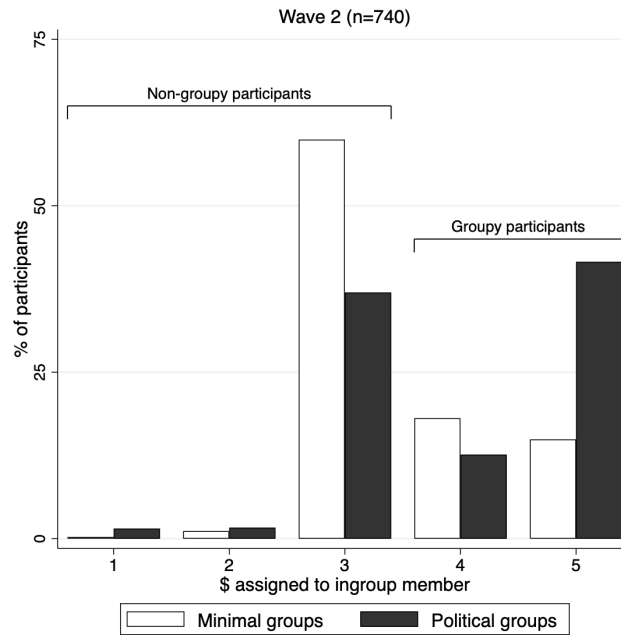 Wave 2 (n=740)
75
Non-groupy participants
50
Groupy participants
25
0
% of participants
1 2 3 4 5
$ assigned to ingroup member
Minimal groups Political groups